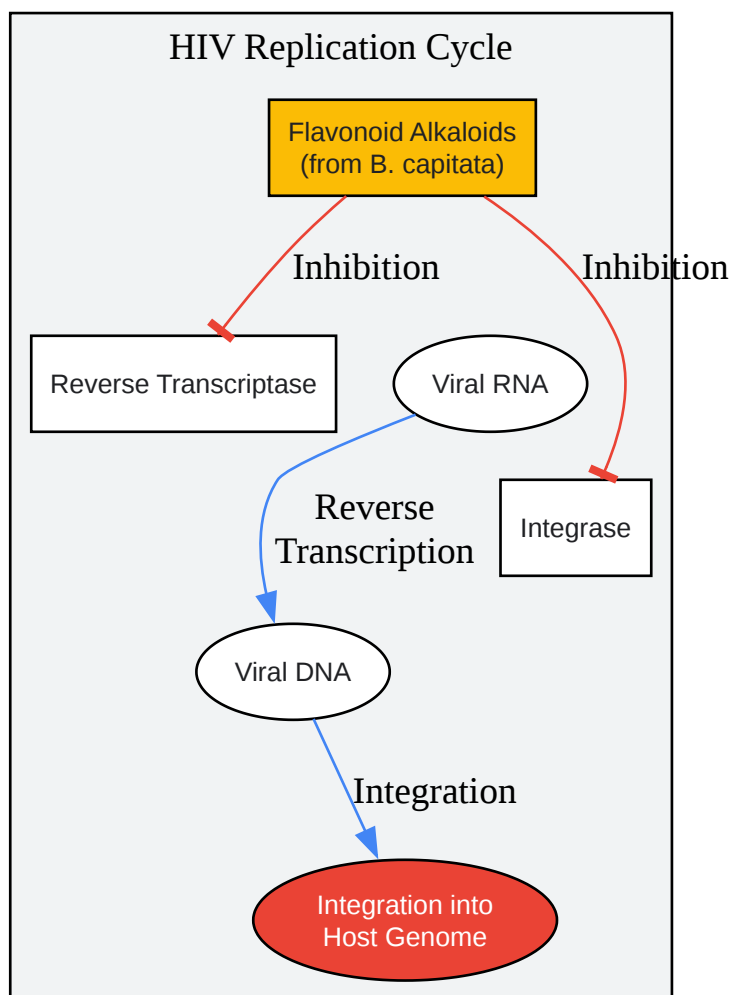 HIV Replication Cycle
Flavonoid Alkaloids
(from B. capitata)
Inhibition
Inhibition
Reverse Transcriptase
Viral RNA
Reverse
Transcription
Integrase
Viral DNA
Integration
Integration into
Host Genome